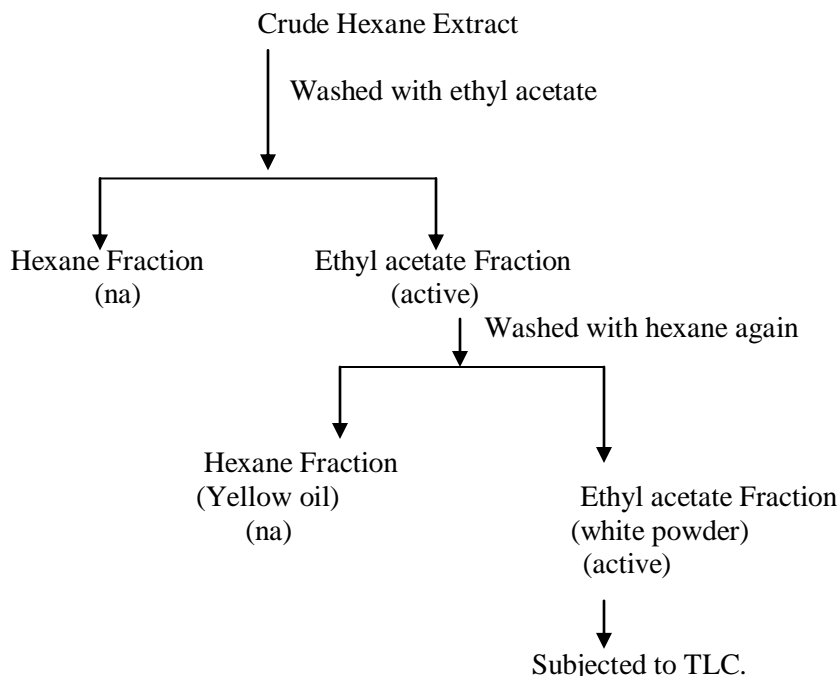 Crude Hexane Extract
Washed with ethyl acetate
Hexane Fraction
(na)
Ethyl acetate Fraction
(active)
Washed with hexane again
Hexane Fraction
(Yellow oil)
(na)
Ethyl acetate Fraction
(white powder)
(active)
Subjected to TLC.